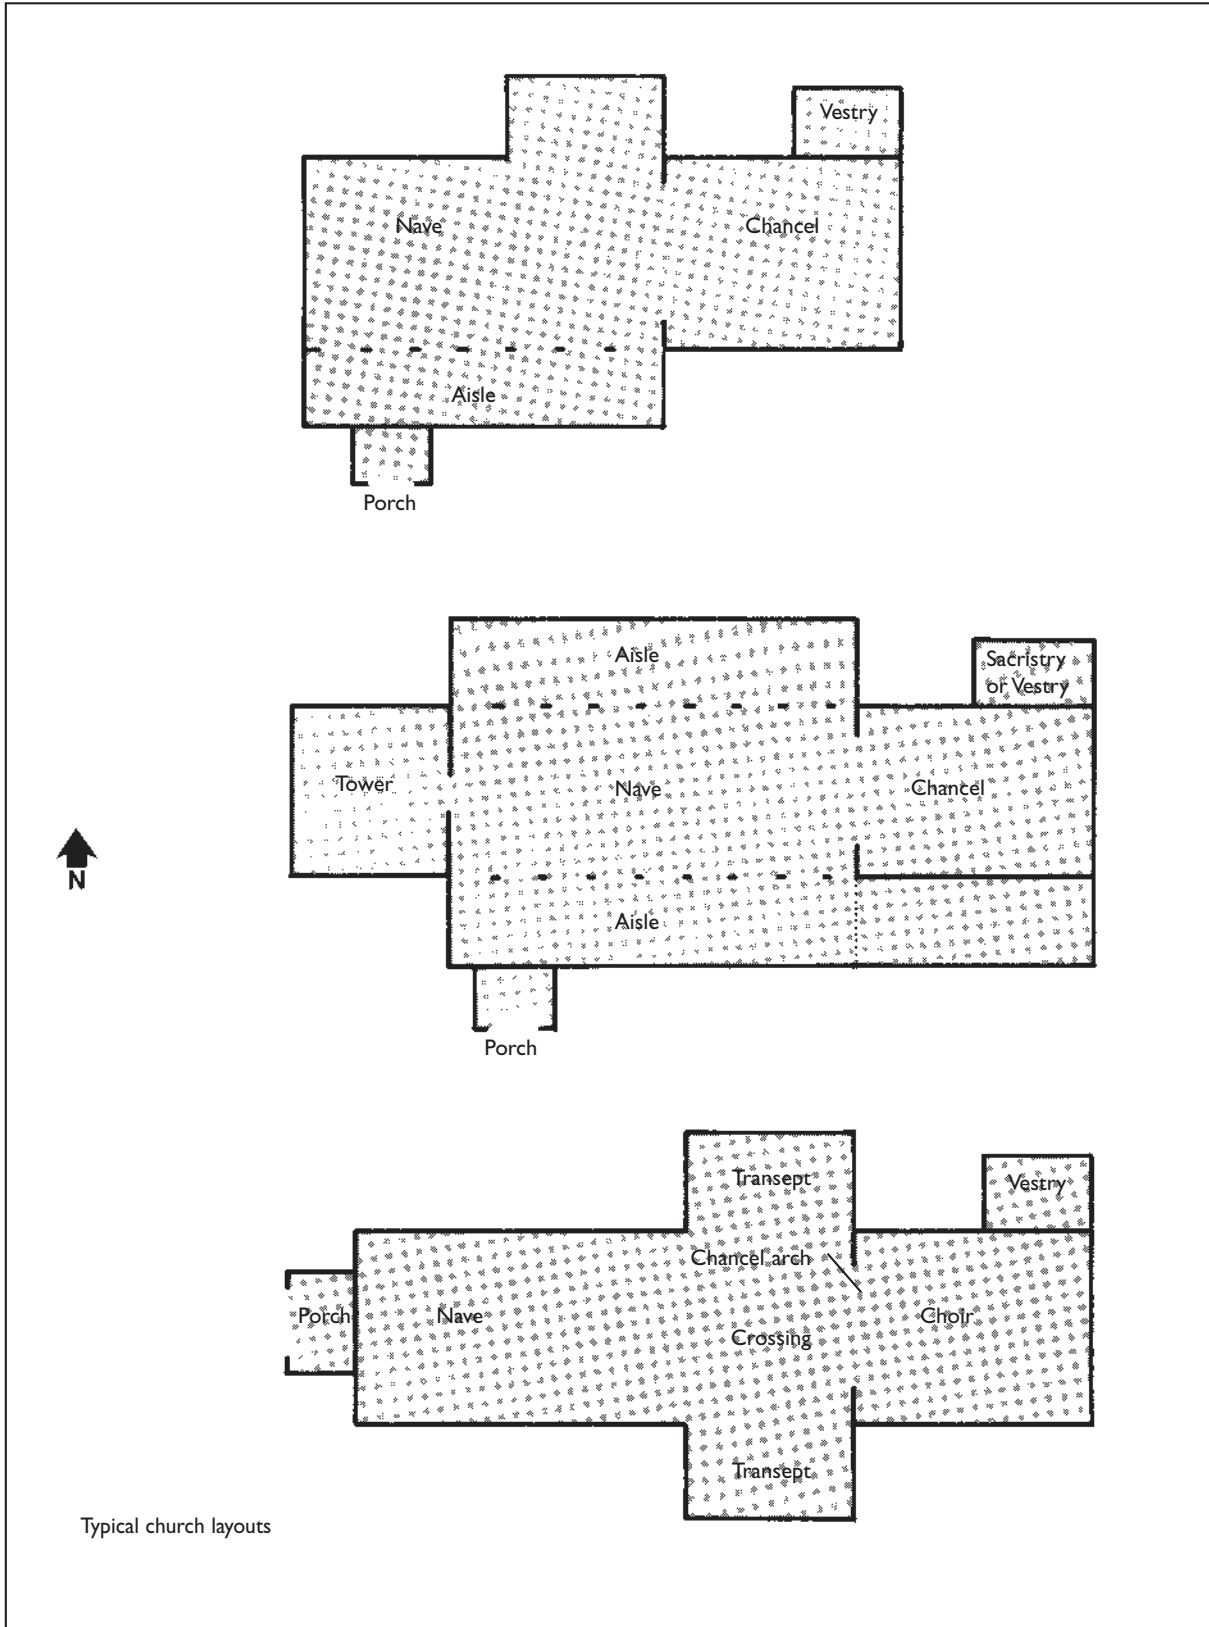 Vestry
Nave
Chancel
Aisle
Porch
Aisle
Sacristry
or Vestry
Tower
Nave
Chancel
N
Aisle
Porch
Transept
Vestry
Chancel arch
Porch
Nave
Choir
Crossing
Transept
Typical church layouts